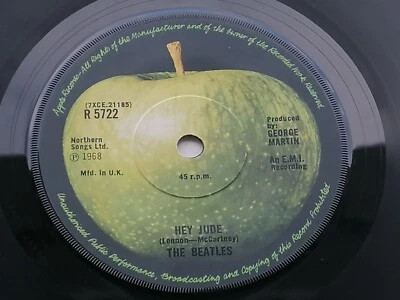 Apple Records—All Rights of the Manufacturer and of the Owner of the Recorded Work Reserved
(7XCE.21185)
R 5722
Northern
Songs Ltd.
℗ 1968
Mfd. In U.K.
45 r.p.m.
Produced
by:
GEORGE
MARTIN
An E.M.I.
Recording
HEY JUDE
(Lennon—McCartney)
THE BEATLES
Unauthorised Public Performance, Broadcasting and Copying of this Record Prohibited